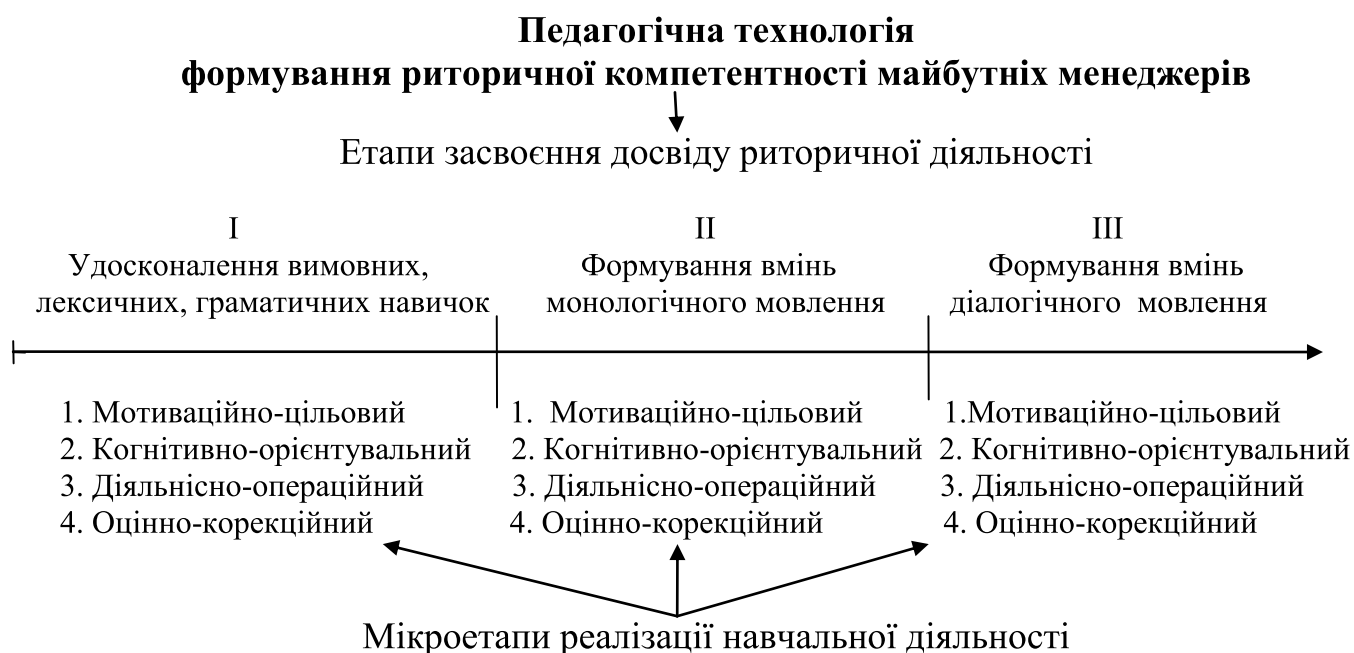 Педагогічна технологія
формування риторичної компетентності майбутніх менеджерів
Етапи засвоєння досвіду риторичної діяльності
I
Удосконалення вимовних,
лексичних, граматичних навичок
II
Формування вмінь
монологічного мовлення
III
Формування вмінь
діалогічного мовлення
1. Мотиваційно-цільовий
2. Когнітивно-орієнтувальний
3. Діяльнісно-операційний
4. Оцінно-корекційний
1. Мотиваційно-цільовий
2. Когнітивно-орієнтувальний
3. Діяльнісно-операційний
4. Оцінно-корекційний
1.Мотиваційно-цільовий
2. Когнітивно-орієнтувальний
3. Діяльнісно-операційний
4. Оцінно-корекційний
Мікроетапи реалізації навчальної діяльності